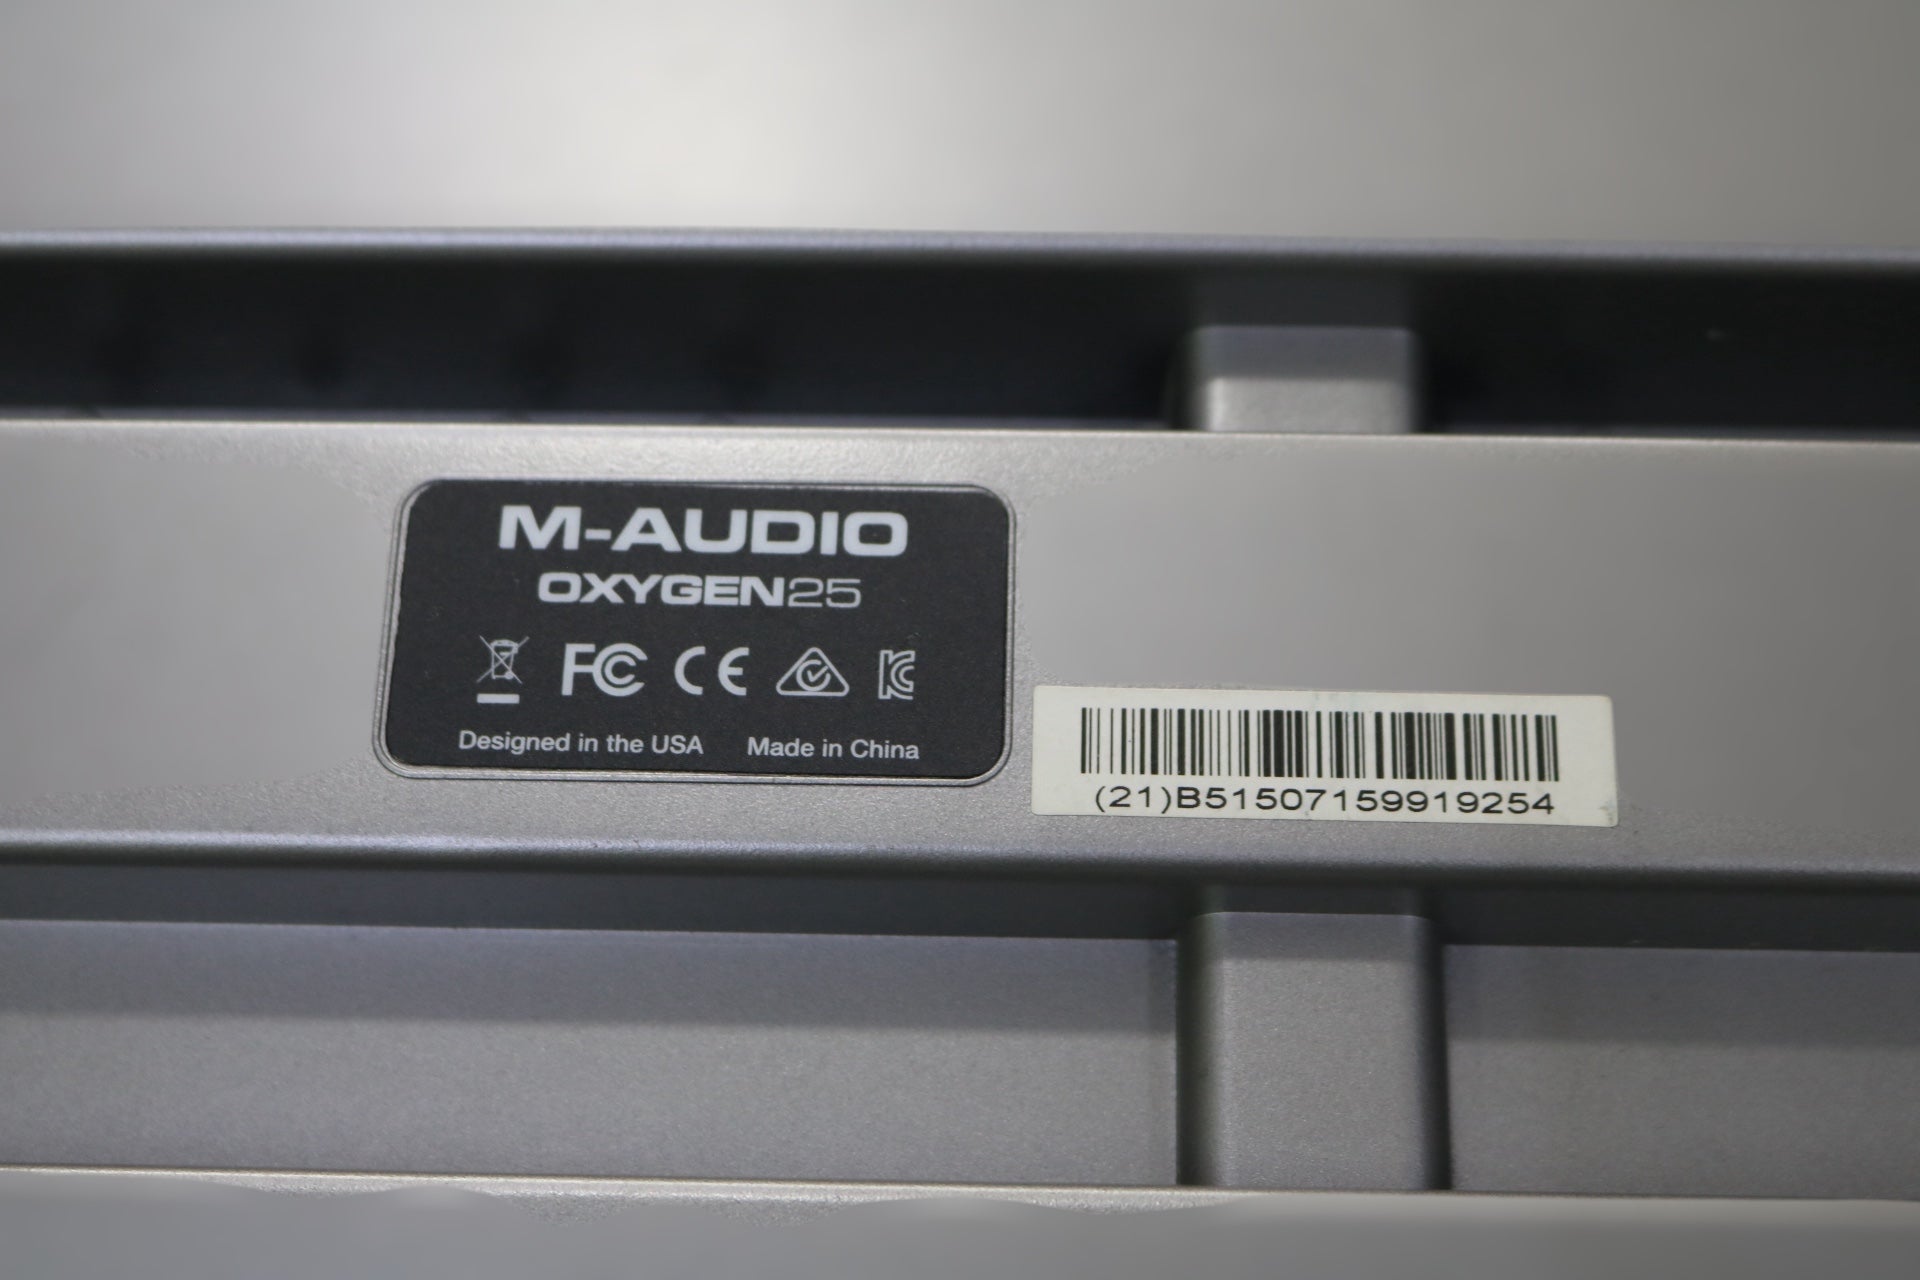 M-AUDIO
OXYGEN25
FC CE
Designed in the USA Made in China
(21)B51507159919254